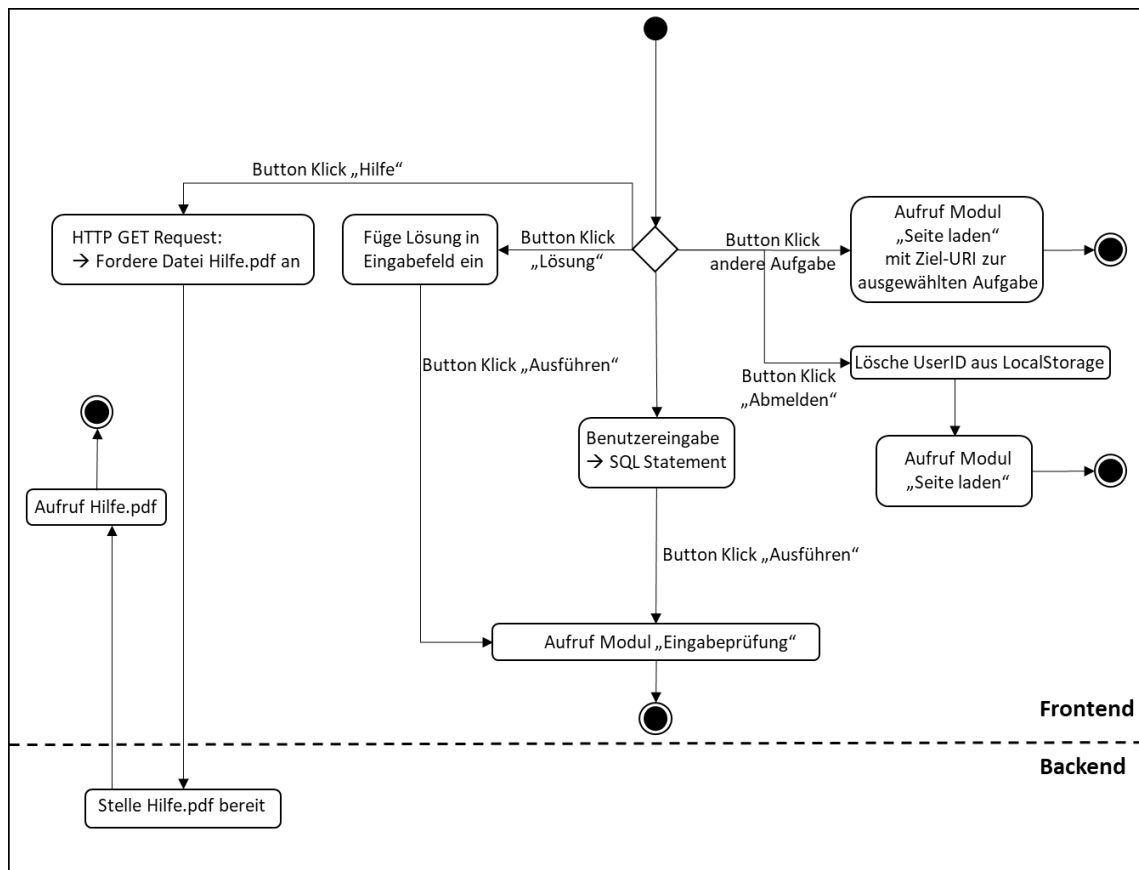 Button Klick „Hilfe“
HTTP GET Request:
→ Fordere Datei Hilfe.pdf an
Füge Lösung in
Eingabefeld ein
Button Klick
„Lösung“
Button Klick
andere Aufgabe
Aufruf Modul
„Seite laden“
mit Ziel-URI zur
ausgewählten Aufgabe
Button Klick „Ausführen“
Button Klick
„Abmelden“
Lösche UserID aus LocalStorage
Benutzereingabe
→ SQL Statement
Aufruf Modul
„Seite laden“
Aufruf Hilfe.pdf
Button Klick „Ausführen“
Aufruf Modul „Eingabeprüfung“
Frontend
Backend
Stelle Hilfe.pdf bereit